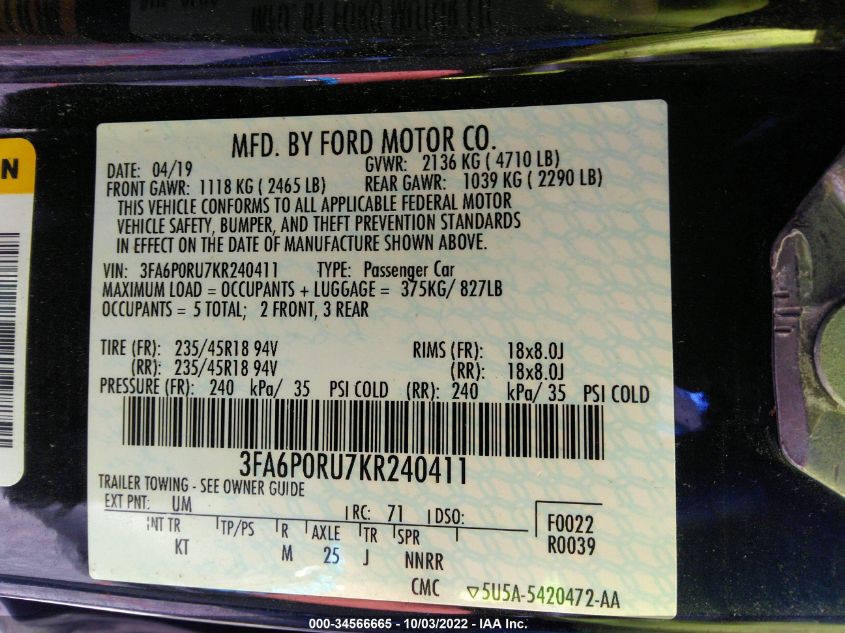 MFD. BY FORD MOTOR CO.
DATE: 04/19 GVWR: 2136 KG ( 4710 LB)
FRONT GAWR: 1118 KG ( 2465 LB) REAR GAWR: 1039 KG ( 2290 LB)
THIS VEHICLE CONFORMS TO ALL APPLICABLE FEDERAL MOTOR
VEHICLE SAFETY, BUMPER, AND THEFT PREVENTION STANDARDS
IN EFFECT ON THE DATE OF MANUFACTURE SHOWN ABOVE.
VIN: 3FA6P0RU7KR240411 TYPE: Passenger Car
MAXIMUM LOAD = OCCUPANTS + LUGGAGE = 375KG/ 827LB
OCCUPANTS = 5 TOTAL; 2 FRONT, 3 REAR
TIRE (FR): 235/45R18 94V RIMS (FR): 18x8.0J
(RR): 235/45R18 94V (RR): 18x8.0J
PRESSURE (FR): 240 kPa/ 35 PSI COLD (RR): 240 kPa/ 35 PSI COLD
3FA6P0RU7KR240411
TRAILER TOWING - SEE OWNER GUIDE
EXT PNT: UM RC: 71 DSO: F0022
INT TR TP/PS R AXLE TR SPR R0039
KT M 25 J NNRR
CMC ▽5U5A-5420472-AA
000-34566665 - 10/03/2022 - IAA Inc.